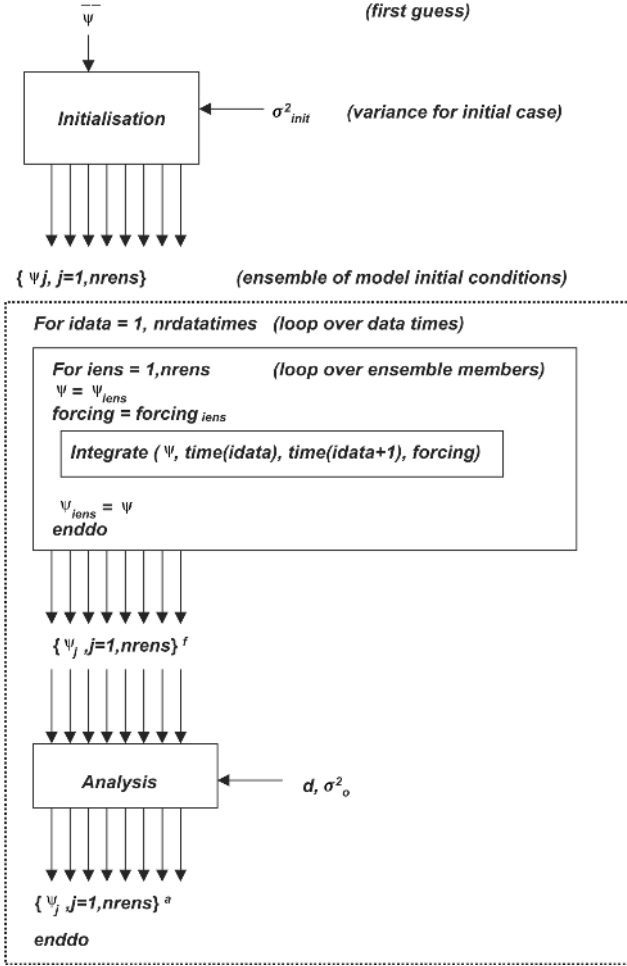 ψ̅ (first guess)
Initialisation
σ²init (variance for initial case)
{ ψj, j=1,nrens} (ensemble of model initial conditions)
For idata = 1, nrdatatimes (loop over data times)
For iens = 1,nrens (loop over ensemble members)
ψ = ψiens
forcing = forcing iens
Integrate ( ψ, time(idata), time(idata+1), forcing)
ψiens = ψ
enddo
{ ψj ,j=1,nrens} f
Analysis
d, σ²o
{ ψj ,j=1,nrens} a
enddo